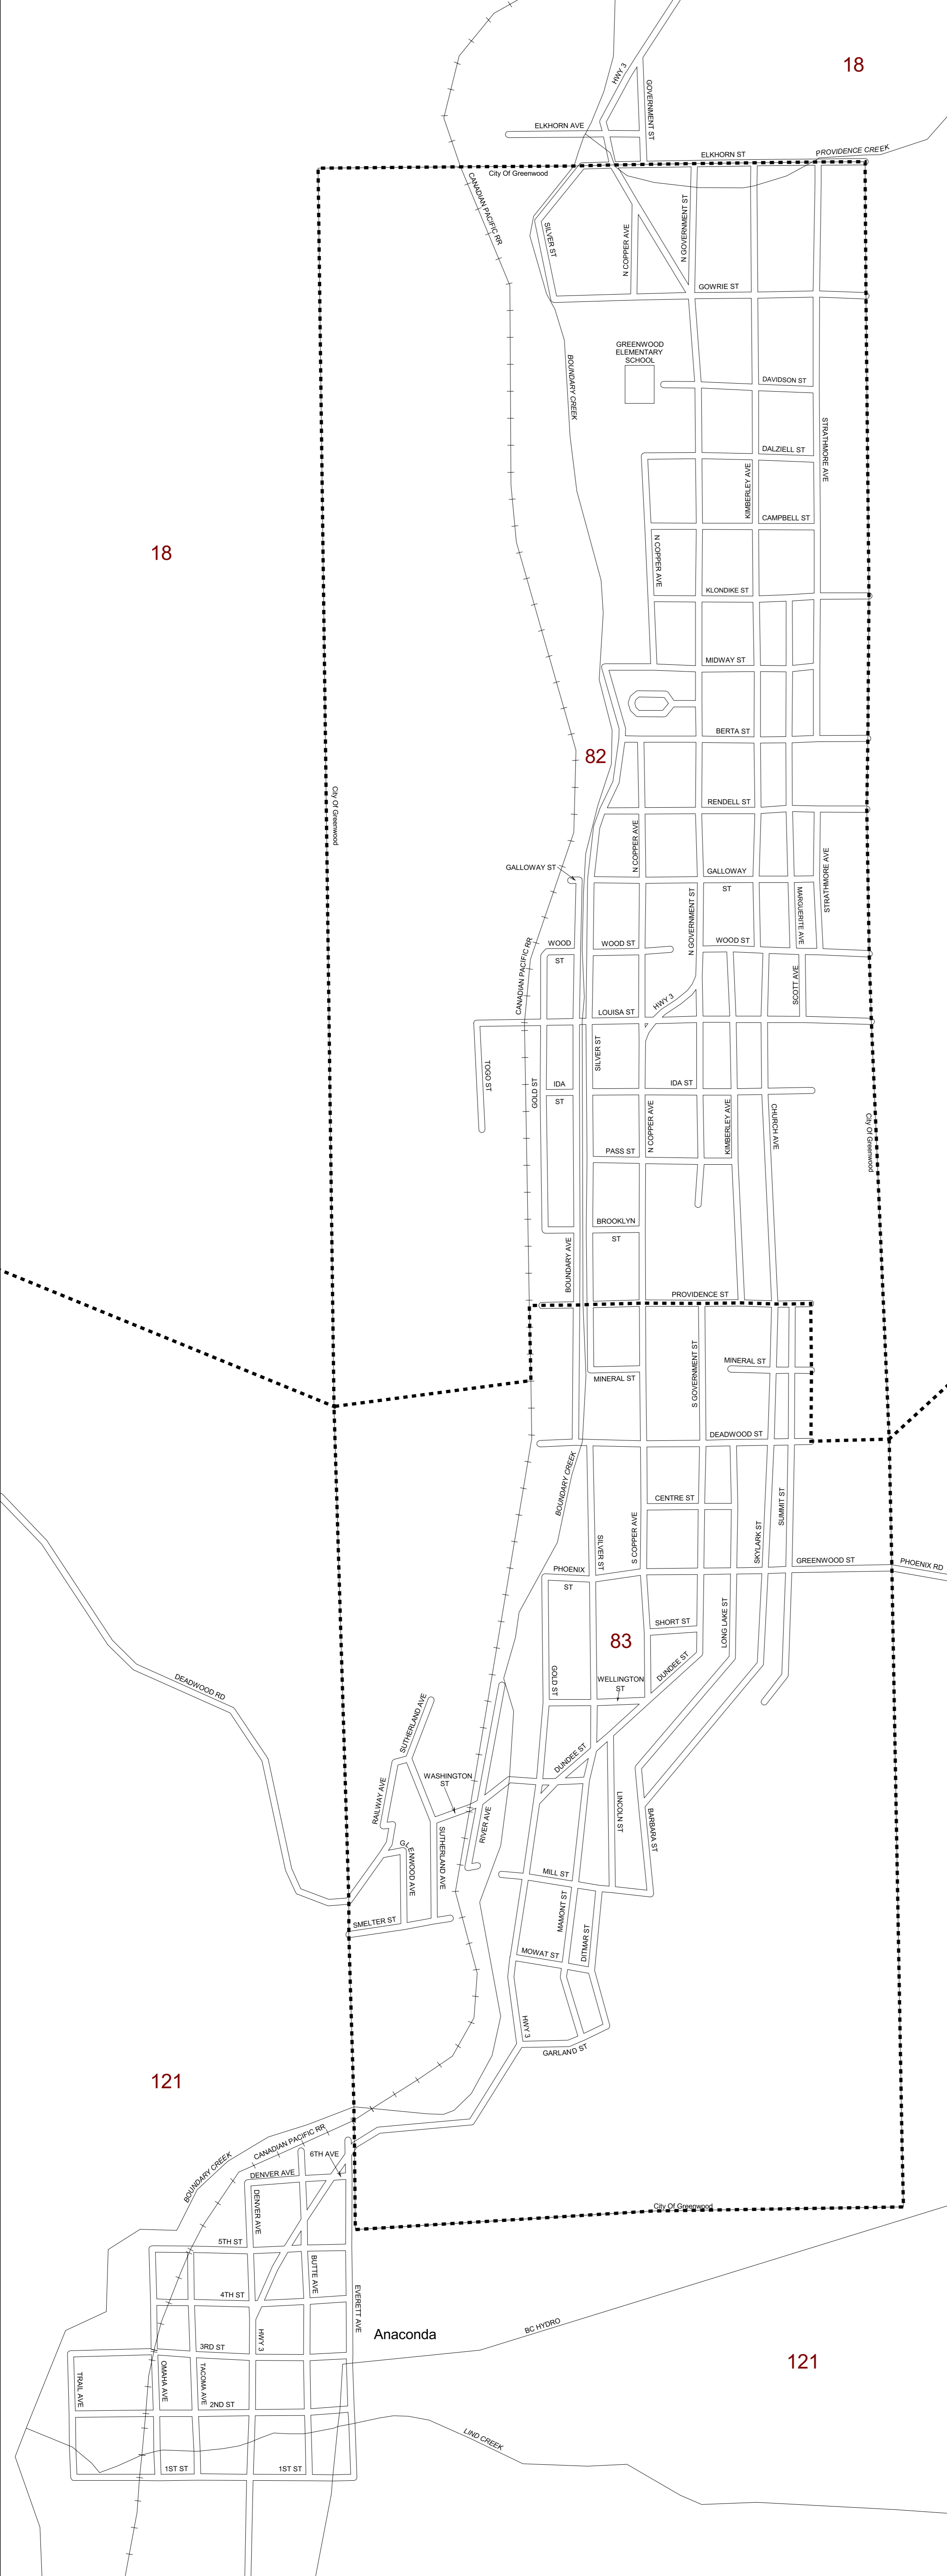 18
HWY 3
GOVERNMENT ST
ELKHORN AVE
ELKHORN ST
PROVIDENCE CREEK
City Of Greenwood
CANADIAN PACIFIC RR
SILVER ST
N COPPER AVE
N GOVERNMENT ST
GOWRIE ST
GREENWOOD
ELEMENTARY
SCHOOL
BOUNDARY CREEK
DAVIDSON ST
STRATHMORE AVE
DALZIELL ST
KIMBERLEY AVE
CAMPBELL ST
18
N COPPER AVE
KLONDIKE ST
MIDWAY ST
BERTA ST
82
City Of Greenwood
RENDELL ST
N COPPER AVE
GALLOWAY ST
GALLOWAY
ST
STRATHMORE AVE
MARGUERITE AVE
N GOVERNMENT ST
CANADIAN PACIFIC RR
WOOD
ST
WOOD ST
WOOD ST
SCOTT AVE
HWY 3
LOUISA ST
SILVER ST
TOGO ST
GOLD ST
IDA
ST
IDA ST
N COPPER AVE
KIMBERLEY AVE
CHURCH AVE
City Of Greenwood
PASS ST
BROOKLYN
ST
BOUNDARY AVE
PROVIDENCE ST
S GOVERNMENT ST
MINERAL ST
MINERAL ST
DEADWOOD ST
BOUNDARY CREEK
CENTRE ST
SUMMIT ST
SILVER ST
S COPPER AVE
SKYLARK ST
GREENWOOD ST
PHOENIX RD
PHOENIX
ST
SHORT ST
LONG LAKE ST
83
GOLD ST
WELLINGTON
ST
DUNDEE ST
DEADWOOD RD
SUTHERLAND AVE
DUNDEE ST
WASHINGTON
ST
RAILWAY AVE
RIVER AVE
LINCOLN ST
BARBARA ST
GLENWOOD AVE
SUTHERLAND AVE
MILL ST
MAMONT ST
SMELTER ST
DITMAR ST
MOWAT ST
HWY 3
GARLAND ST
121
CANADIAN PACIFIC RR
BOUNDARY CREEK
6TH AVE
DENVER AVE
DENVER AVE
City Of Greenwood
5TH ST
BUTTE AVE
4TH ST
EVERETT AVE
BC HYDRO
HWY 3
Anaconda
3RD ST
121
TRAIL AVE
OMAHA AVE
TACOMA AVE
2ND ST
LIND CREEK
1ST ST
1ST ST